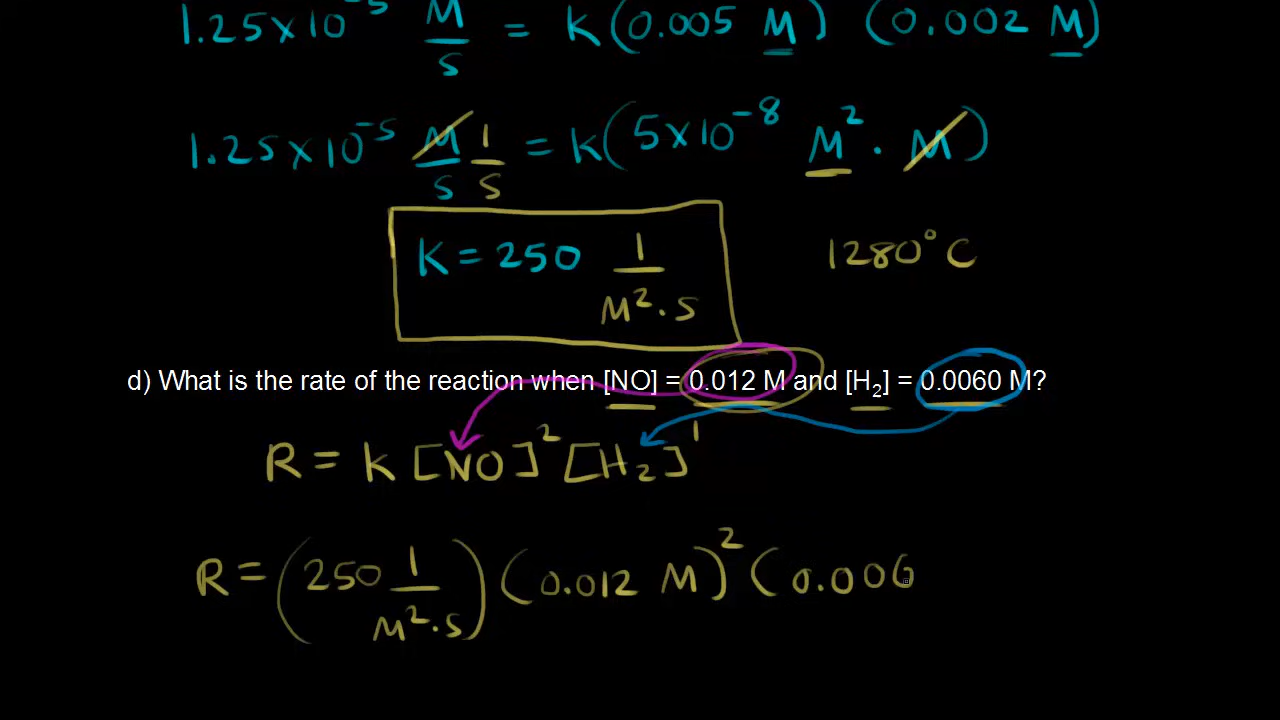 1.25x10⁻⁵ M/s = K(0.005 M) (0.002 M)
1.25x10⁻⁵ M/s 1/s = K(5x10⁻⁸ M² · M)
K = 250 1/M²·s
1280° C
d) What is the rate of the reaction when [NO] = 0.012 M and [H₂] = 0.0060 M?
R = K [NO]² [H₂]¹
R = (250 1/M²·s) (0.012 M)² (0.006